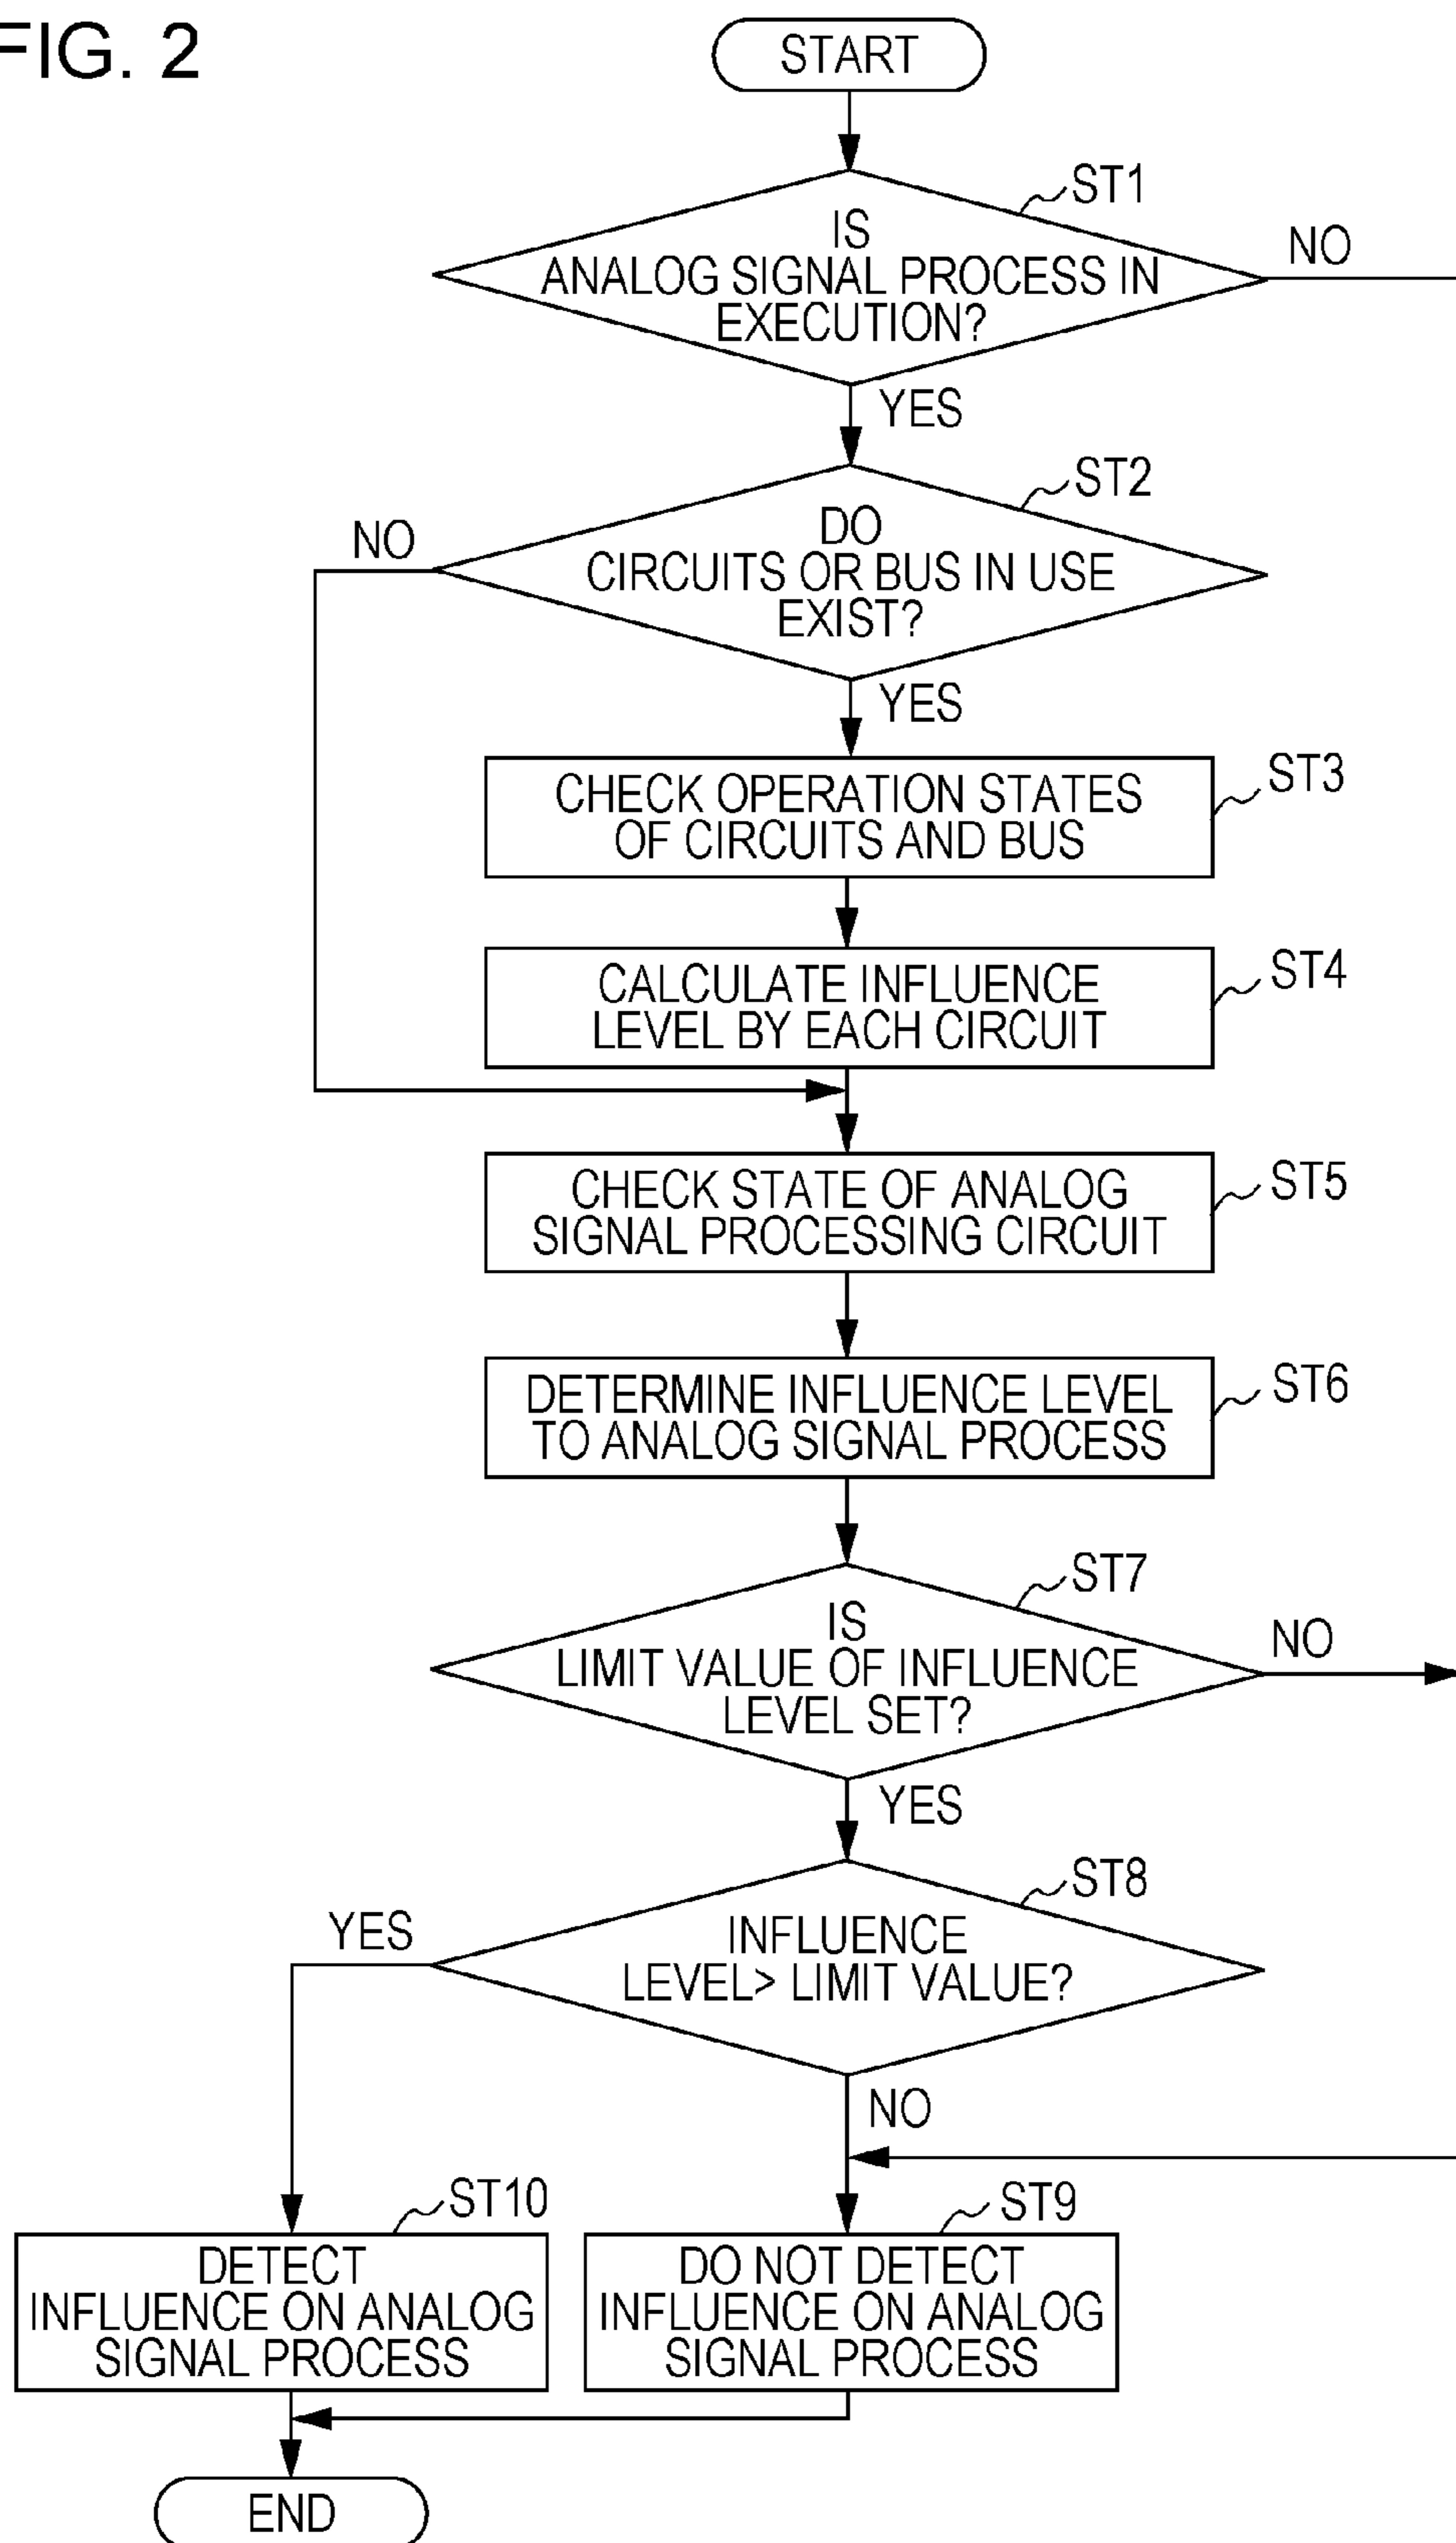 FIG. 2
START
ST1
IS
ANALOG SIGNAL PROCESS IN
EXECUTION?
NO
YES
ST2
DO
CIRCUITS OR BUS IN USE
EXIST?
NO
YES
ST3
CHECK OPERATION STATES
OF CIRCUITS AND BUS
ST4
CALCULATE INFLUENCE
LEVEL BY EACH CIRCUIT
ST5
CHECK STATE OF ANALOG
SIGNAL PROCESSING CIRCUIT
ST6
DETERMINE INFLUENCE LEVEL
TO ANALOG SIGNAL PROCESS
ST7
IS
LIMIT VALUE OF INFLUENCE
LEVEL SET?
NO
YES
ST8
INFLUENCE
LEVEL> LIMIT VALUE?
YES
NO
ST10
DETECT
INFLUENCE ON ANALOG
SIGNAL PROCESS
ST9
DO NOT DETECT
INFLUENCE ON ANALOG
SIGNAL PROCESS
END